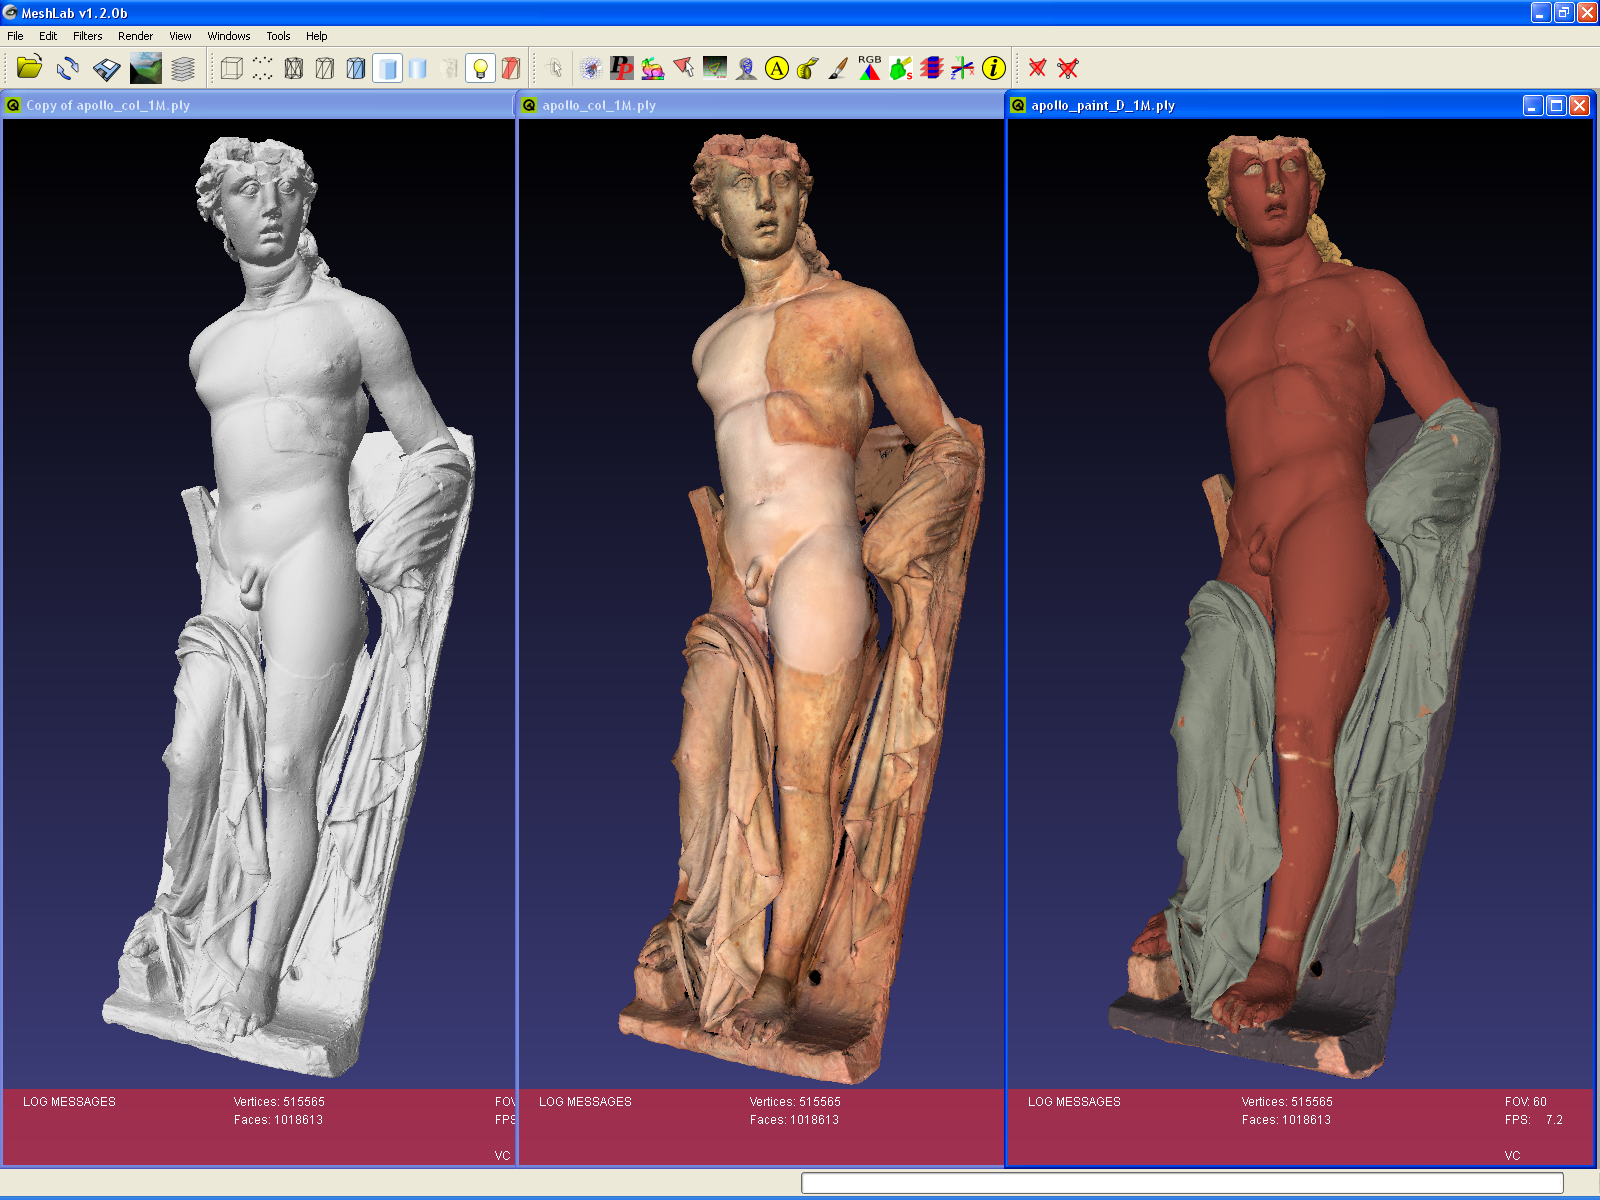 MeshLab v1.2.0b
File Edit Filters Render View Windows Tools Help
A RGB S Z i
Copy of apollo_col_1M.ply
apollo_col_1M.ply
apollo_paint_D_1M.ply
LOG MESSAGES
Vertices: 515565
Faces: 1018613
FOV
FPS
VC
LOG MESSAGES
Vertices: 515565
Faces: 1018613
LOG MESSAGES
Vertices: 515565
Faces: 1018613
FOV: 60
FPS: 7.2
VC